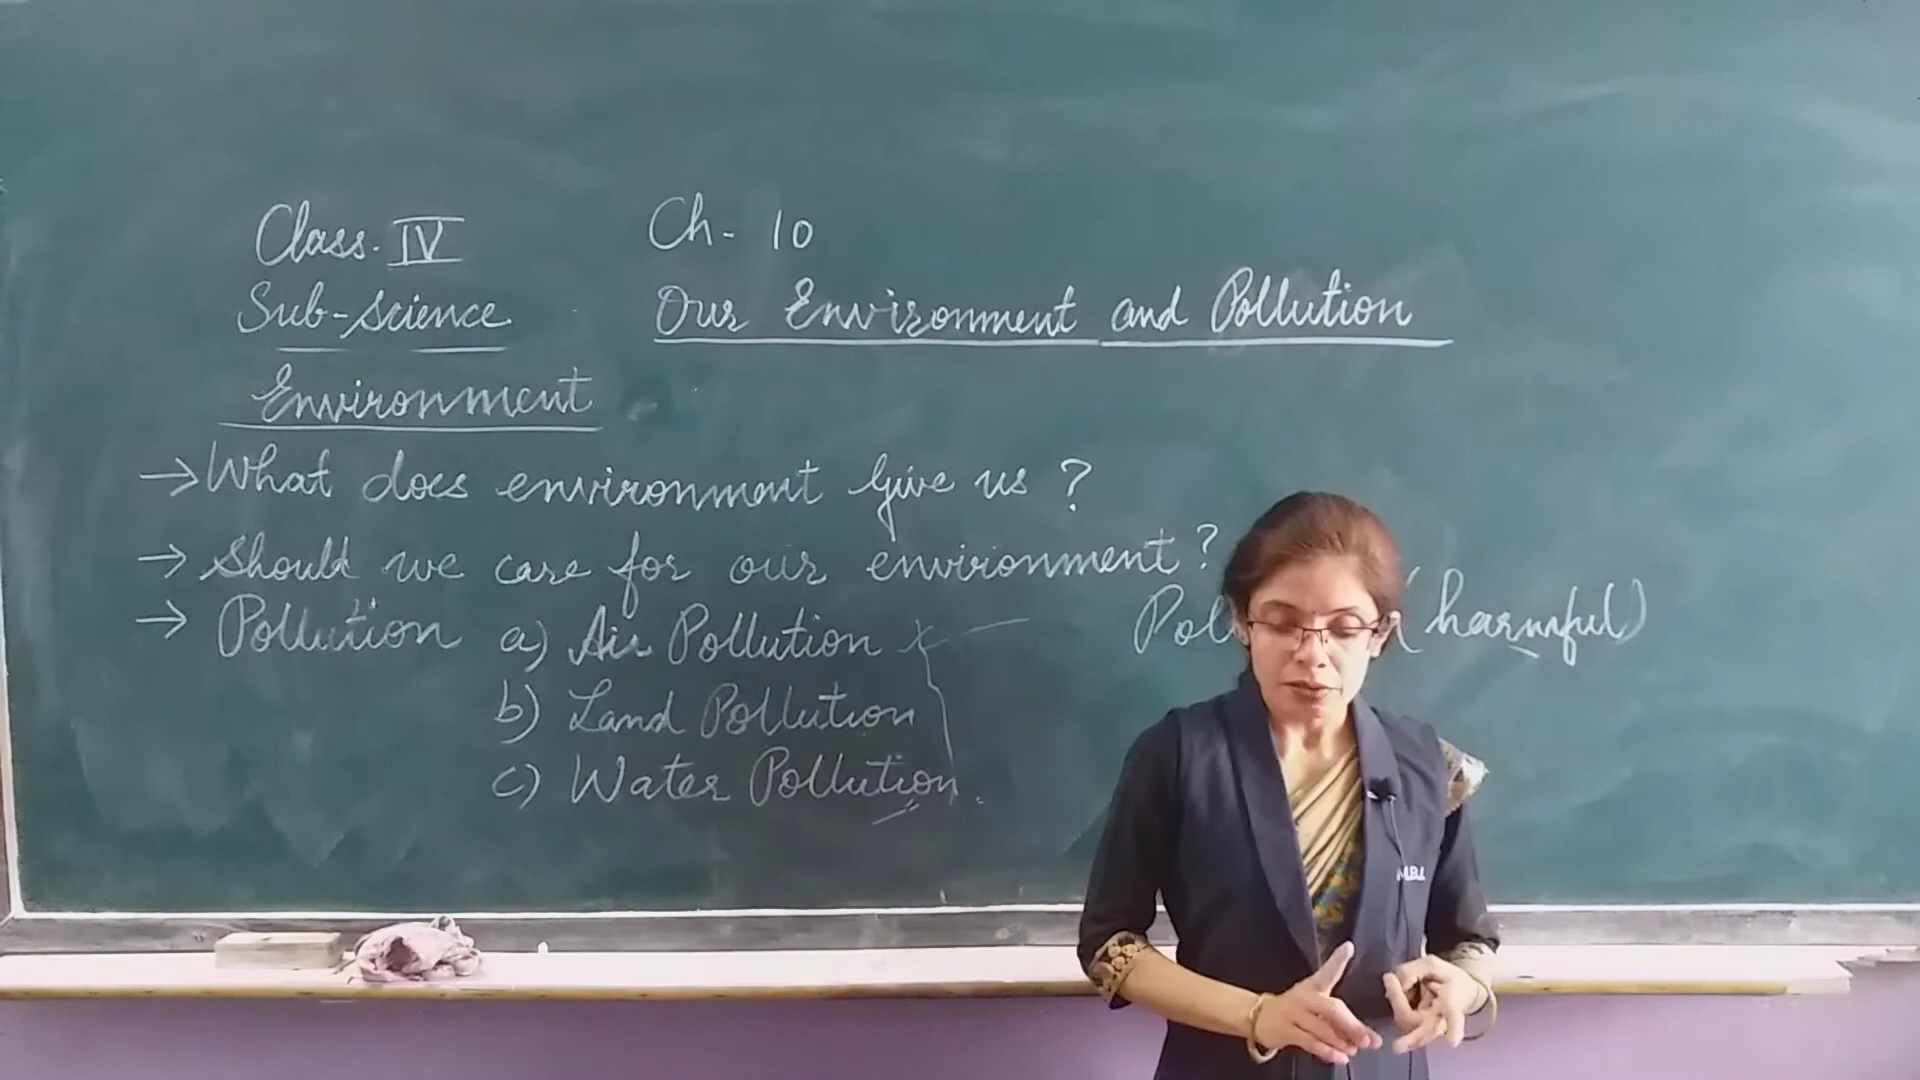 Class. IV
Ch- 10
Sub-science
Our Environment and Pollution
Environment
→ What does environment give us ?
→ Should we care for our environment ?
→ Pollution a) Air Pollution
(harmful)
b) Land Pollution
c) Water Pollution.